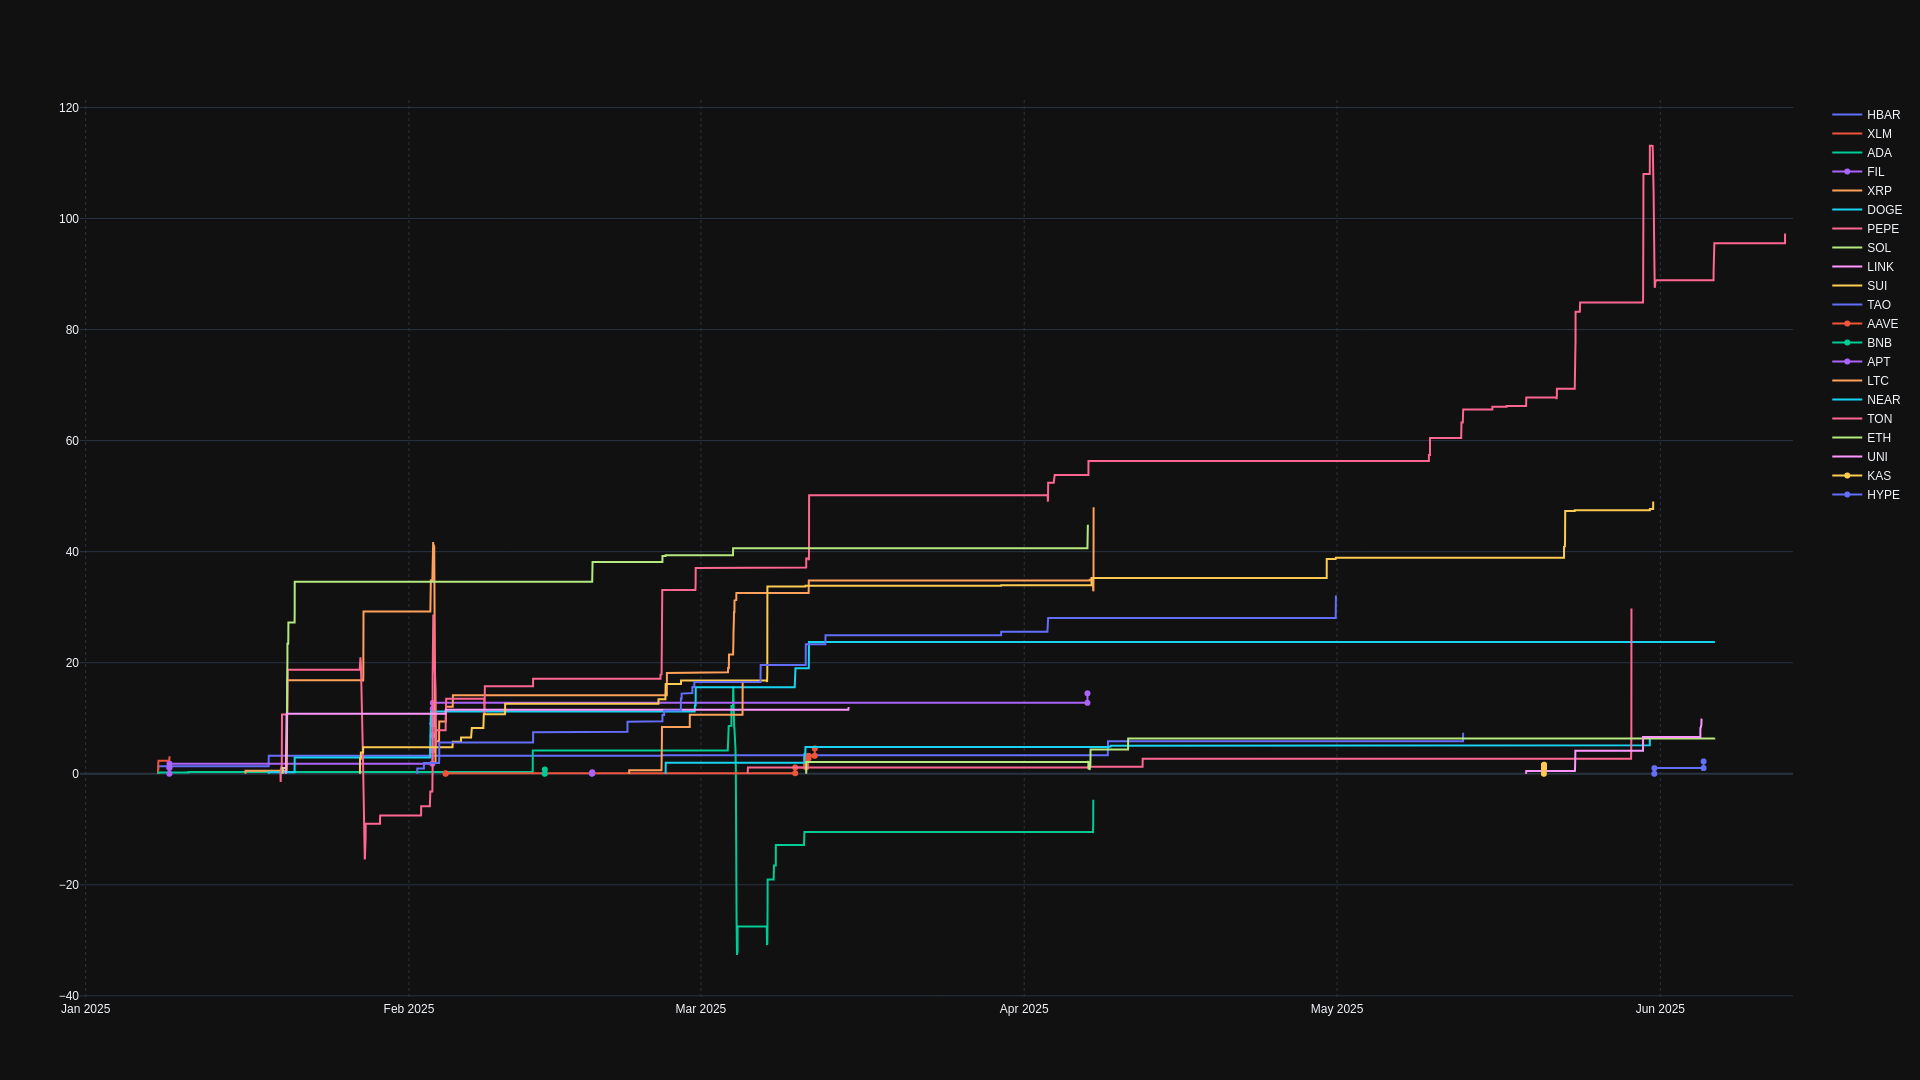 120
100
80
60
40
20
0
−20
−40
Jan 2025
Feb 2025
Mar 2025
Apr 2025
May 2025
Jun 2025
HBAR
XLM
ADA
FIL
XRP
DOGE
PEPE
SOL
LINK
SUI
TAO
AAVE
BNB
APT
LTC
NEAR
TON
ETH
UNI
KAS
HYPE